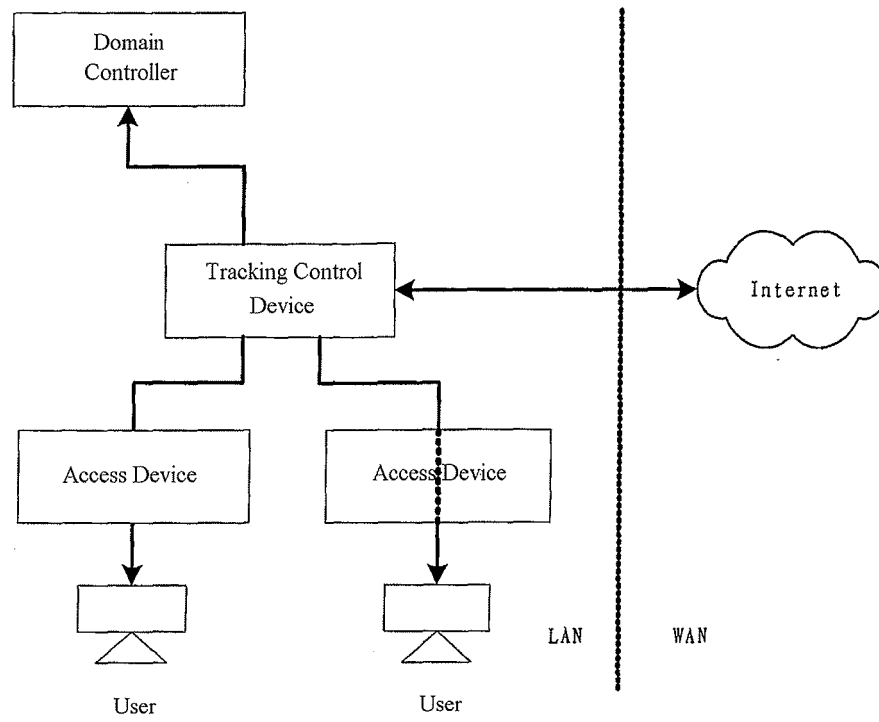 Domain
Controller
Tracking Control
Device
Internet
Access Device
Access Device
LAN
WAN
User
User